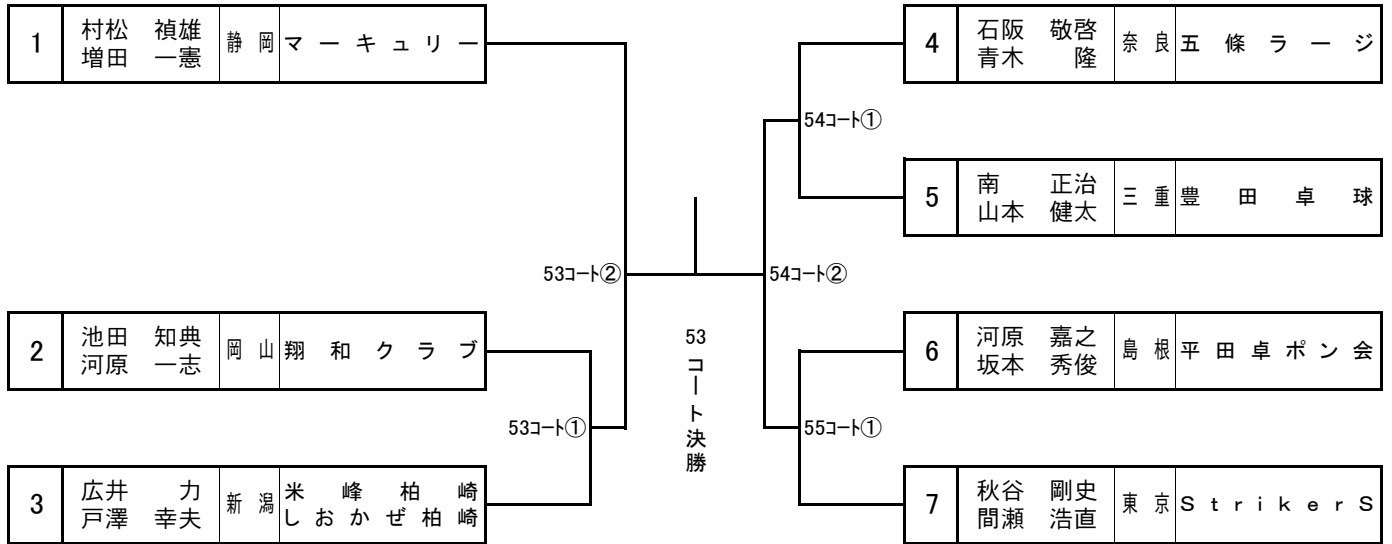 1 村松 禎雄 増田 一憲 静岡 マーキュリー
2 池田 知典 河原 一志 岡山 翔和クラブ
3 広井 力 戸澤 幸夫 新潟 米峰柏崎 しおかぜ柏崎
53コート①
53コート②
53コート決勝
4 石阪 敬啓 青木 隆 奈良 五條ラージ
5 南 正治 山本 健太 三重 豊田卓球
6 河原 嘉之 坂本 秀俊 島根 平田卓ポン会
7 秋谷 剛史 間瀬 浩直 東京 StrikerS
54コート①
54コート②
55コート①